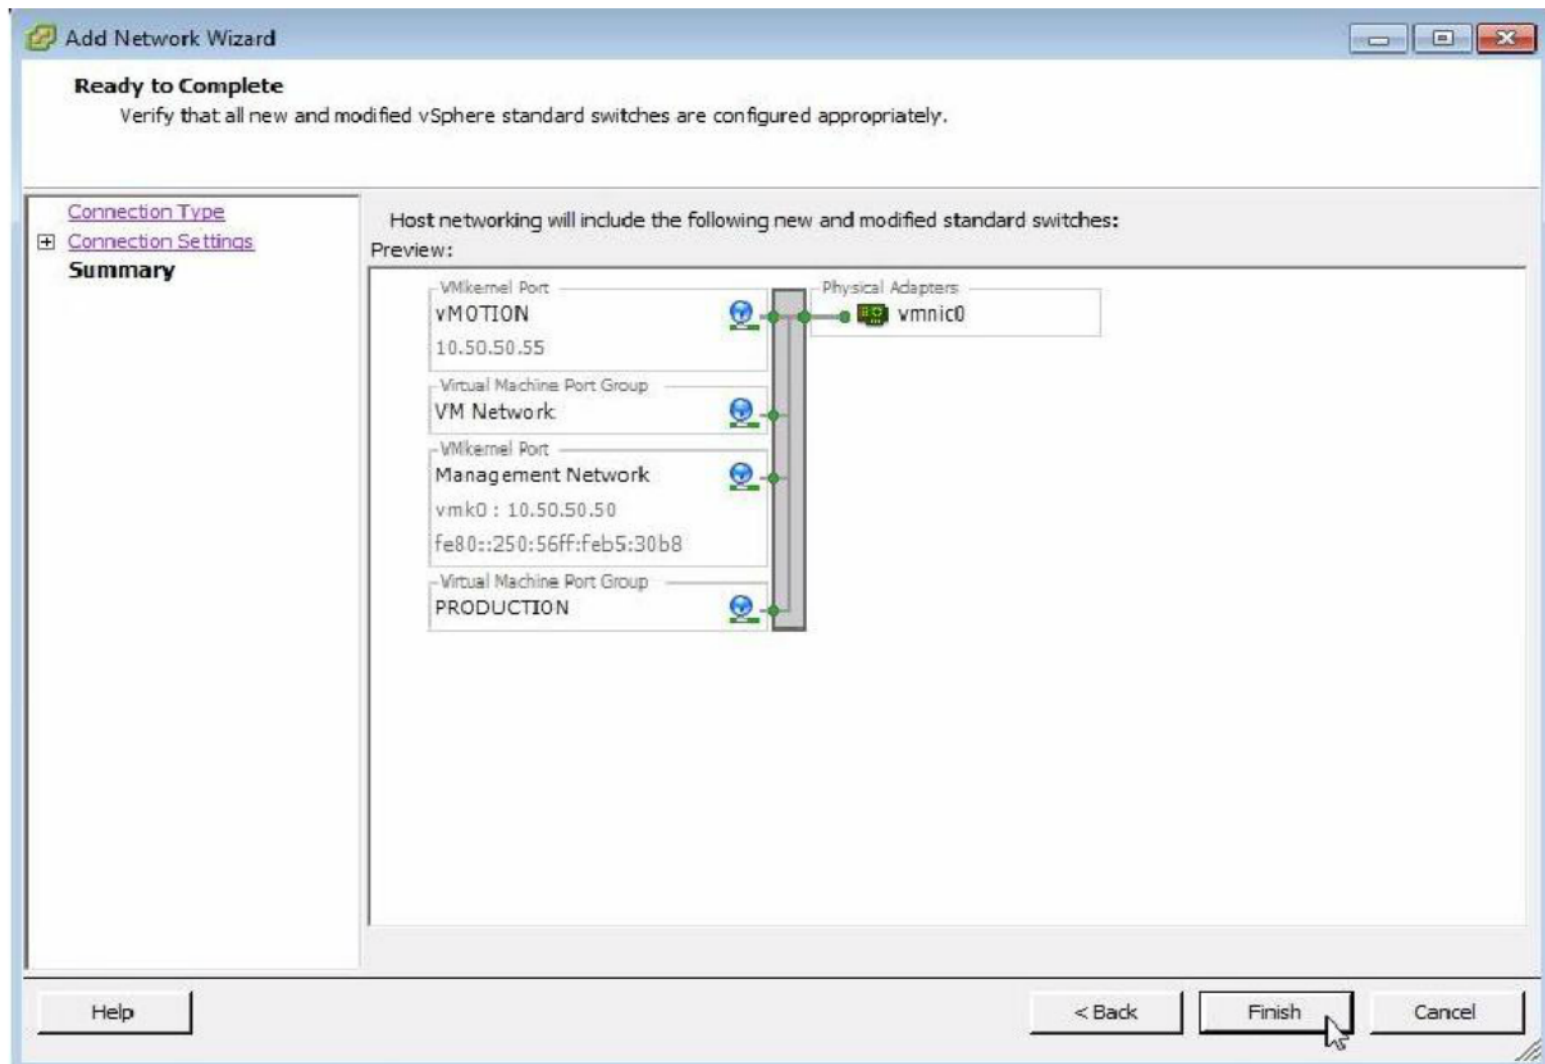 Add Network Wizard
Ready to Complete
Verify that all new and modified vSphere standard switches are configured appropriately.
Connection Type
Connection Settings
Summary
Host networking will include the following new and modified standard switches:
Preview:
VMkernel Port
vMOTION
10.50.50.55
Physical Adapters
vmnic0
Virtual Machine Port Group
VM Network
VMkernel Port
Management Network
vmk0 : 10.50.50.50
fe80::250:56ff:feb5:30b8
Virtual Machine Port Group
PRODUCTION
Help
< Back
Finish
Cancel